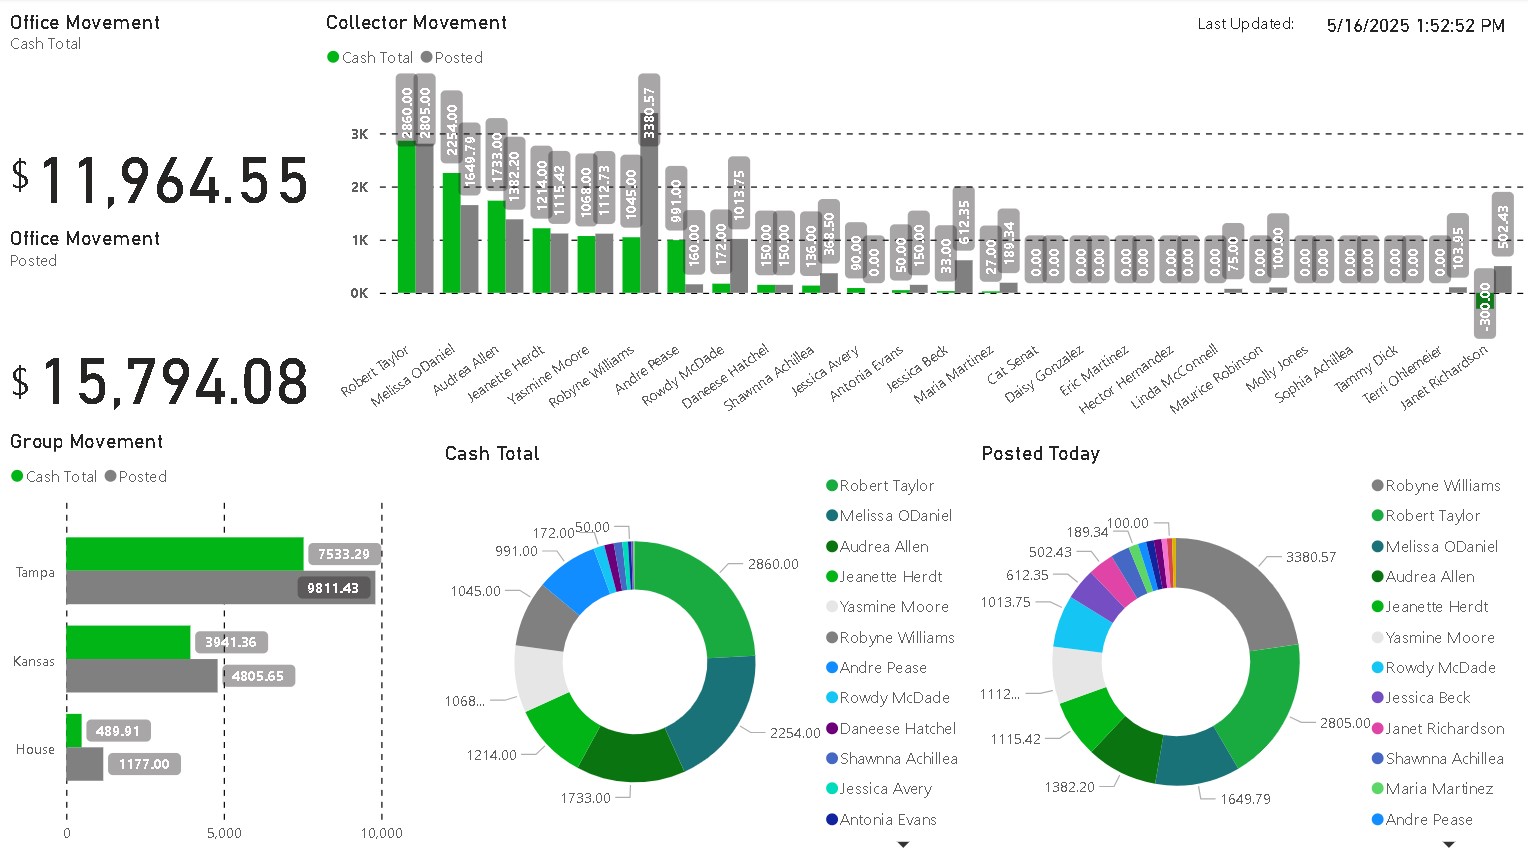 Office Movement
Cash Total
$ 11,964.55
Office Movement
Posted
$ 15,794.08
Collector Movement
Cash Total Posted
Last Updated: 5/16/2025 1:52:52 PM
3K
2K
1K
0K
2860.00
2805.00
2254.00
1649.79
1733.00
1382.20
1214.00
1115.42
1068.00
1112.73
1045.00
3380.57
991.00
160.00
172.00
1013.75
150.00
150.00
136.00
368.50
90.00
0.00
50.00
150.00
33.00
612.35
27.00
189.34
0.00
0.00
0.00
0.00
0.00
0.00
0.00
0.00
0.00
75.00
0.00
100.00
0.00
0.00
0.00
0.00
0.00
0.00
0.00
103.95
-300.00
502.43
Robert Taylor
Melissa ODaniel
Audrea Allen
Jeanette Herdt
Yasmine Moore
Robyne Williams
Andre Pease
Rowdy McDade
Daneese Hatchel
Shawnna Achillea
Jessica Avery
Antonia Evans
Jessica Beck
Maria Martinez
Cat Senat
Daisy Gonzalez
Eric Martinez
Hector Hernandez
Linda McConnell
Maurice Robinson
Molly Jones
Sophia Achillea
Tammy Dick
Terri Ohlemeier
Janet Richardson
Group Movement
Cash Total Posted
Tampa
7533.29
9811.43
Kansas
3941.36
4805.65
House
489.91
1177.00
0
5,000
10,000
Cash Total
50.00
172.00
991.00
1045.00
1068...
1214.00
1733.00
2254.00
2860.00
Robert Taylor
Melissa ODaniel
Audrea Allen
Jeanette Herdt
Yasmine Moore
Robyne Williams
Andre Pease
Rowdy McDade
Daneese Hatchel
Shawnna Achillea
Jessica Avery
Antonia Evans
Posted Today
100.00
189.34
502.43
612.35
1013.75
1112...
1115.42
1382.20
1649.79
2805.00
3380.57
Robyne Williams
Robert Taylor
Melissa ODaniel
Audrea Allen
Jeanette Herdt
Yasmine Moore
Rowdy McDade
Jessica Beck
Janet Richardson
Shawnna Achillea
Maria Martinez
Andre Pease